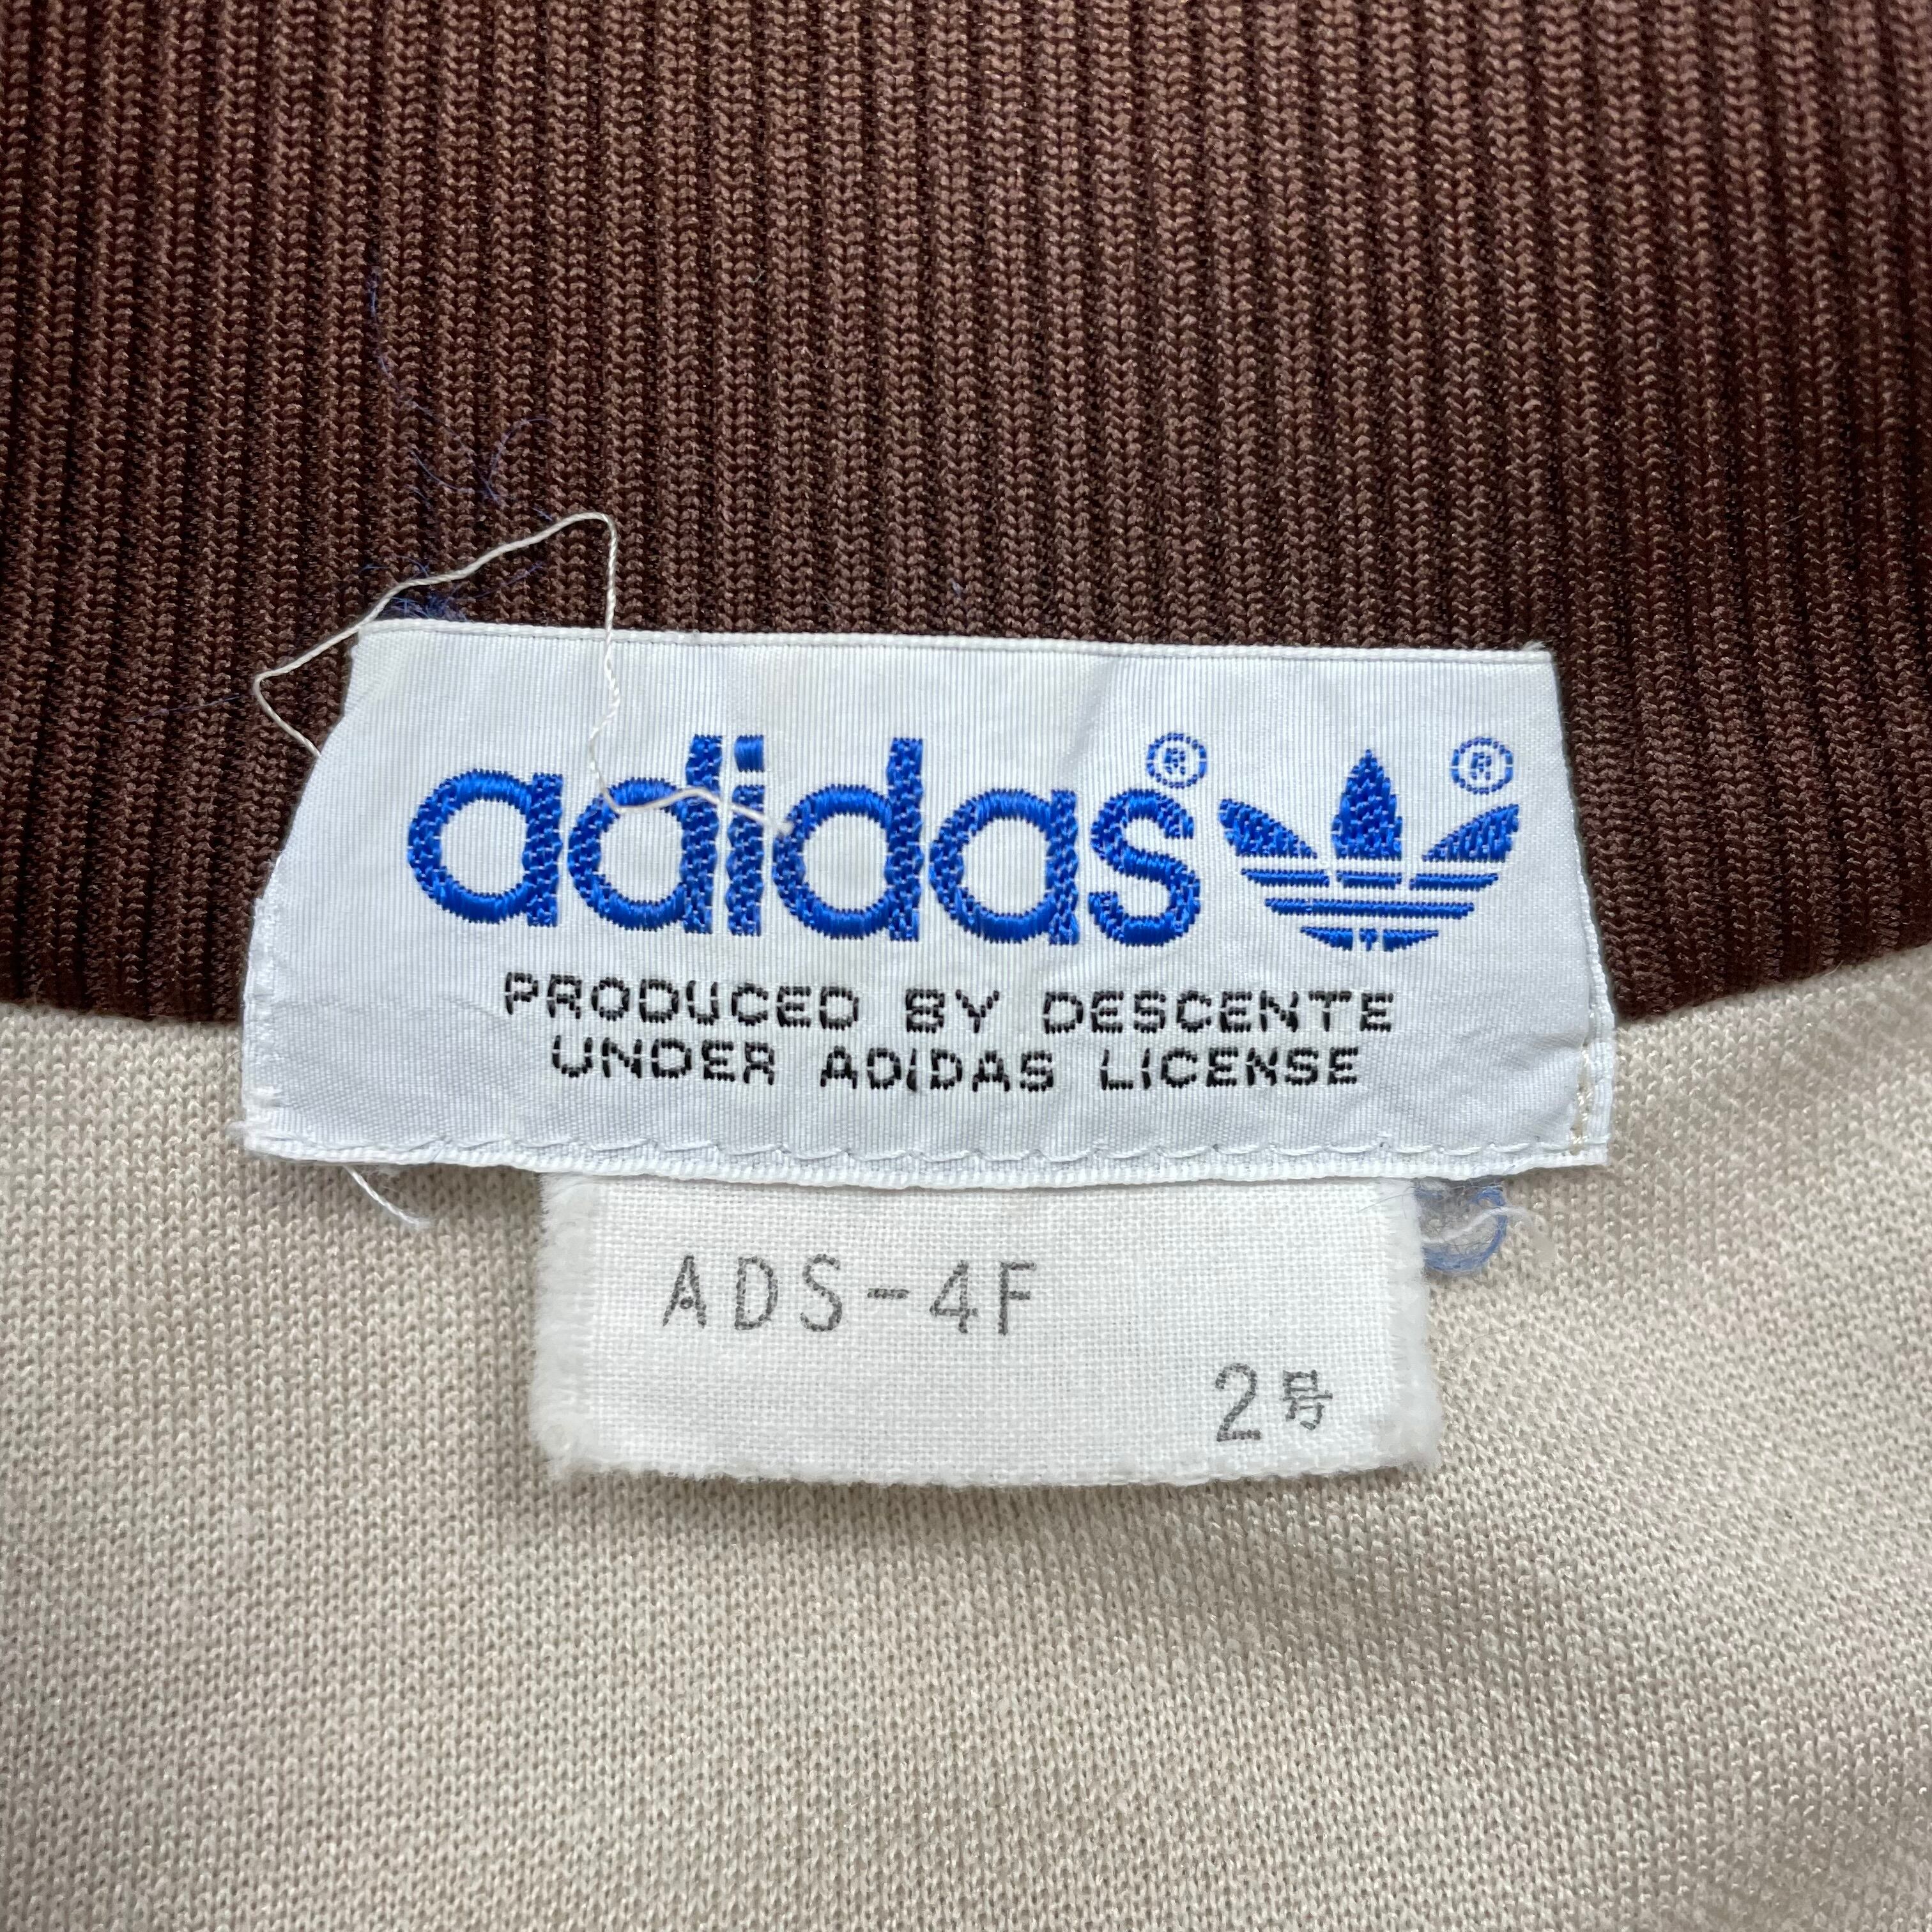 adidas® ®
PRODUCED BY DESCENTE
UNDER ADIDAS LICENSE
ADS-4F
2号